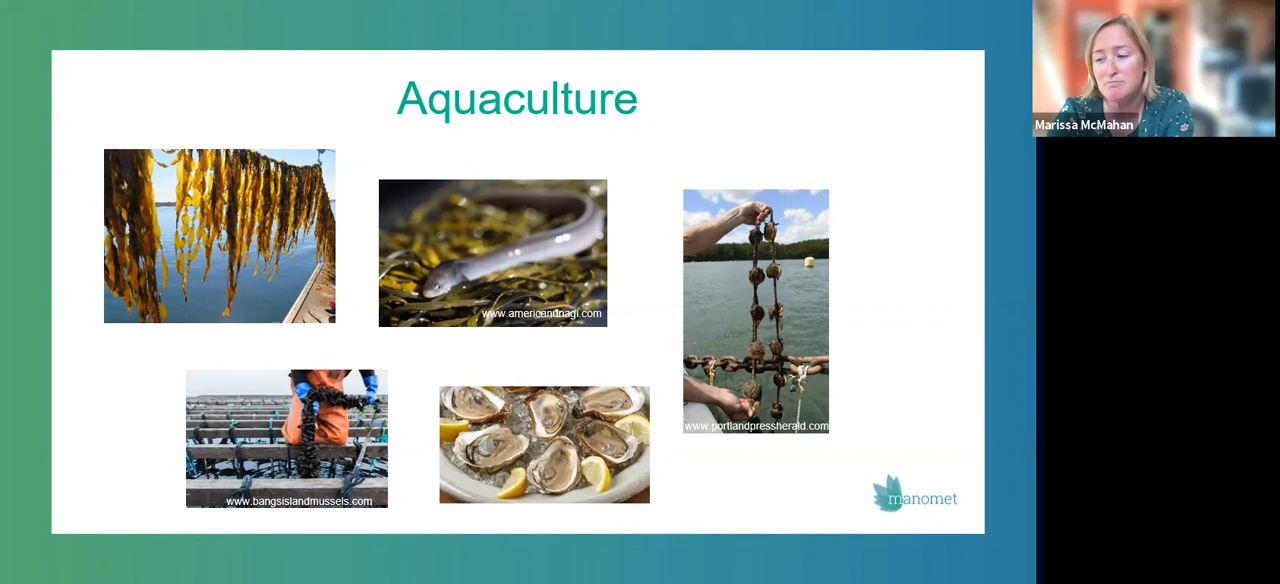 Aquaculture
Marissa McMahan
www.americanunagi.com
www.portlandpressherald.com
www.bangsislandmussels.com
manomet